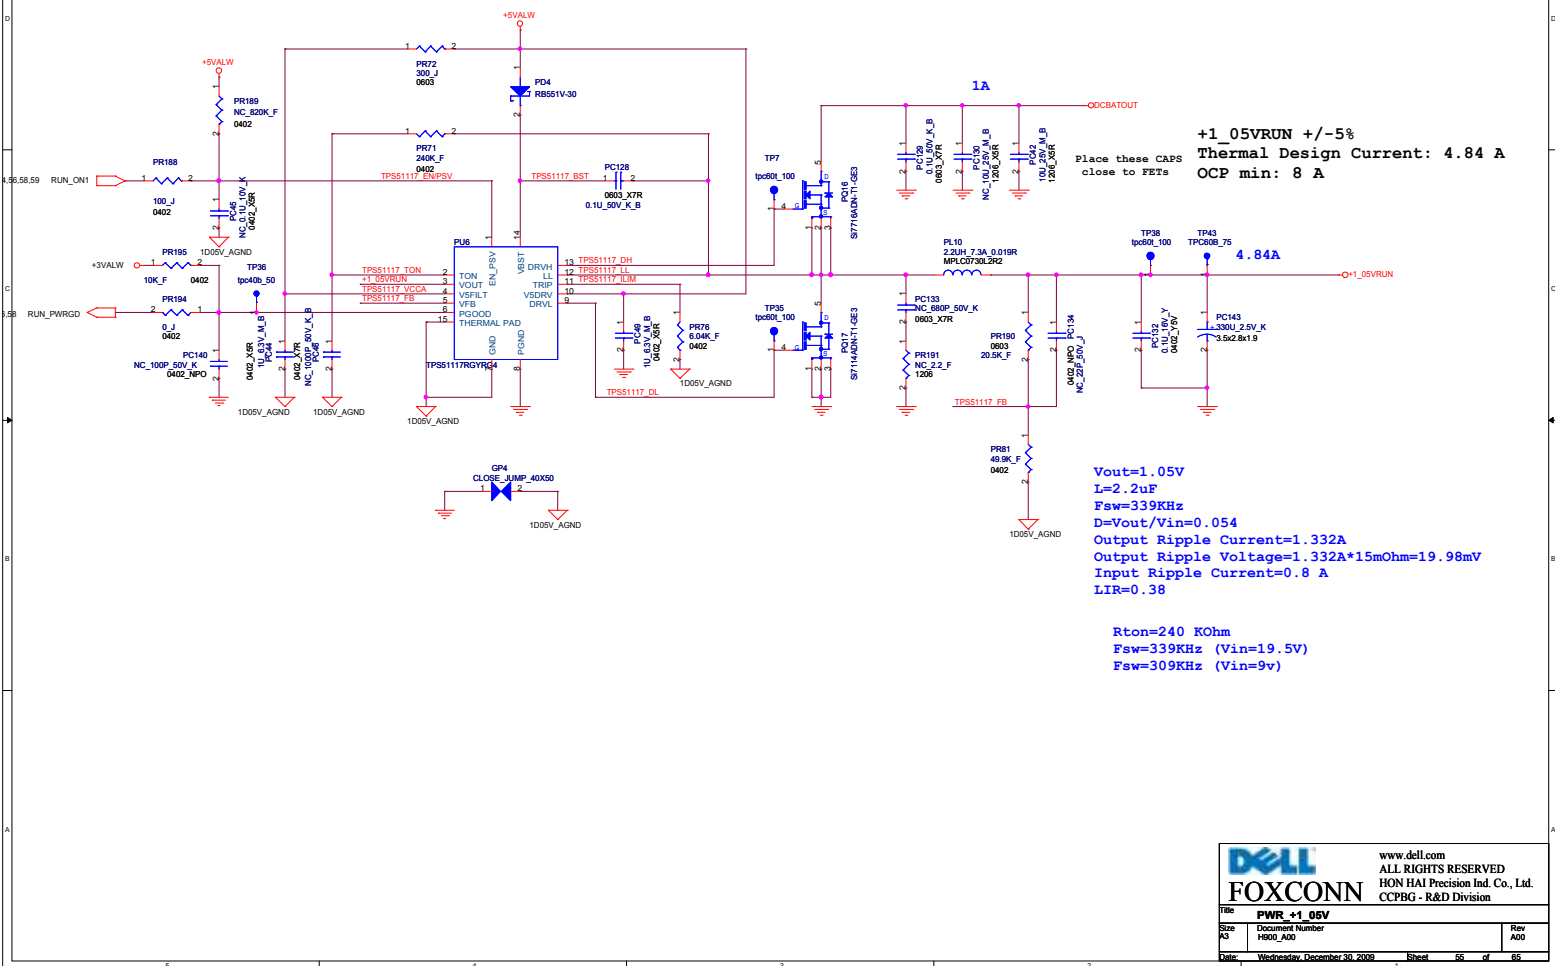 +5VALW
1 2
PR72
300_J
0603
+5VALW
PR189
NC_820K_F
0402
PD4
RB551V-30
1A
DCBATOUT
+1_05VRUN +/-5%
Thermal Design Current: 4.84 A
OCP min: 8 A
Place these CAPS
close to FETs
PR71
240K_F
0402
PC129
0.1U_50V_K_B
0603_X7R
PC130
NC_10U_25V_M_B
1206_X5R
PC42
10U_25V_M_B
1206_X5R
TP7
tpc60t_100
PQ16
SI7716ADN-T1-GE3
RUN_ON1
PR188
100_J
0402
TPS51117_EN/PSV
TPS51117_BST
PC128
0603_X7R
0.1U_50V_K_B
PC45
NC_0.1U_10V_K
0402_X5R
1D05V_AGND
PR195
+3VALW
10K_F 0402
TP36
tpc40b_50
PR194
RUN_PWRGD
0_J
0402
PC140
NC_100P_50V_K
0402_NPO
PC44
1U_6.3V_M_B
0402_X5R
1D05V_AGND
PC46
NC_1000P_50V_K_B
0402_X7R
1D05V_AGND
TPS51117_TON
+1_05VRUN
TPS51117_VCCA
TPS51117_FB
PU6
TON
VOUT
V5FILT
VFB
PGOOD
THERMAL PAD
EN_PSV
VBST
DRVH
LL
TRIP
V5DRV
DRVL
GND
PGND
TPS51117RGYRG4
1D05V_AGND
TPS51117_DH
TPS51117_LL
TPS51117_ILIM
TPS51117_DL
PC49
1U_6.3V_M_B
0402_X5R
PR76
6.04K_F
0402
1D05V_AGND
TP35
tpc60t_100
PQ17
SI7114ADN-T1-GE3
PL10
2.2UH_7.3A_0.019R
MPLC0730L2R2
PC133
NC_680P_50V_K
0603_X7R
PR191
NC_2.2_F
1206
PR190
0603
20.5K_F
PC134
NC_22P_50V_J
0402_NPO
TPS51117_FB
PR81
49.9K_F
0402
1D05V_AGND
TP38
tpc60t_100
TP43
TPC60B_75
4.84A
+1_05VRUN
PC132
0.1U_16V_Y
0402_Y5V
PC143
330U_2.5V_K
3.5x2.8x1.9
GP4
CLOSE_JUMP_40X50
1 2
1D05V_AGND
Vout=1.05V
L=2.2uF
Fsw=339KHz
D=Vout/Vin=0.054
Output Ripple Current=1.332A
Output Ripple Voltage=1.332A*15mOhm=19.98mV
Input Ripple Current=0.8 A
LIR=0.38
Rton=240 KOhm
Fsw=339KHz (Vin=19.5V)
Fsw=309KHz (Vin=9v)
DELL
FOXCONN
www.dell.com
ALL RIGHTS RESERVED
HON HAI Precision Ind. Co., Ltd.
CCPBG - R&D Division
Title
PWR_+1_05V
Size
A3
Document Number
H900_A00
Rev
A00
Date: Wednesday, December 30, 2009 Sheet 55 of 65